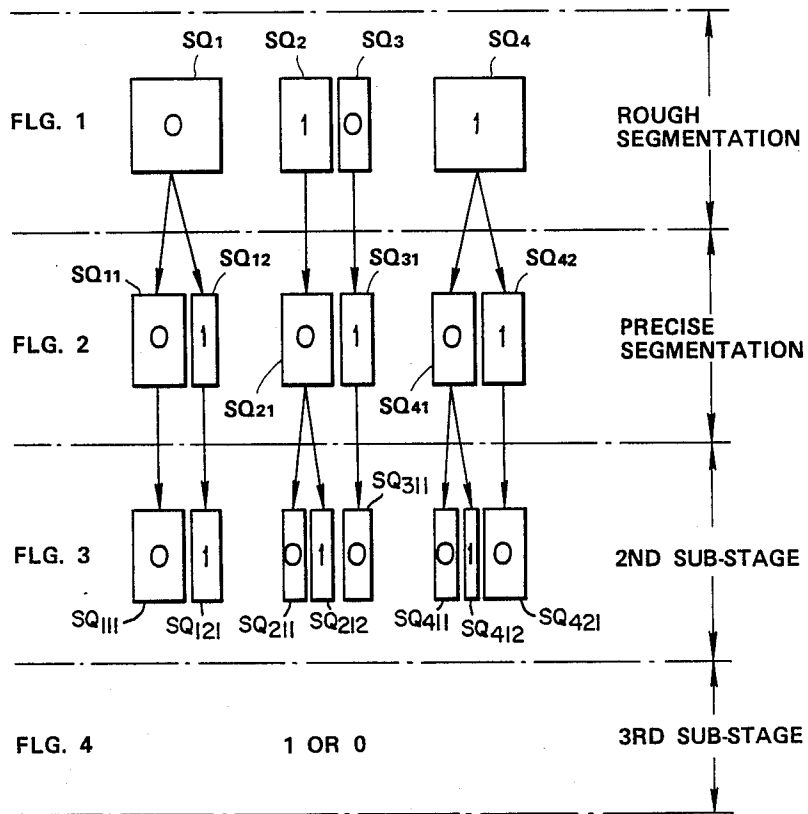 SQ1 SQ2 SQ3 SQ4
FLG. 1 0 1 0 1 ROUGH
SEGMENTATION
SQ11 SQ12 SQ31 SQ42
FLG. 2 0 1 0 1 0 1 PRECISE
SEGMENTATION
SQ21 SQ41
SQ311
FLG. 3 0 1 0 1 0 0 1 0 2ND SUB-STAGE
SQ111 SQ121 SQ211 SQ212 SQ411 SQ412 SQ421
FLG. 4 1 OR 0 3RD SUB-STAGE